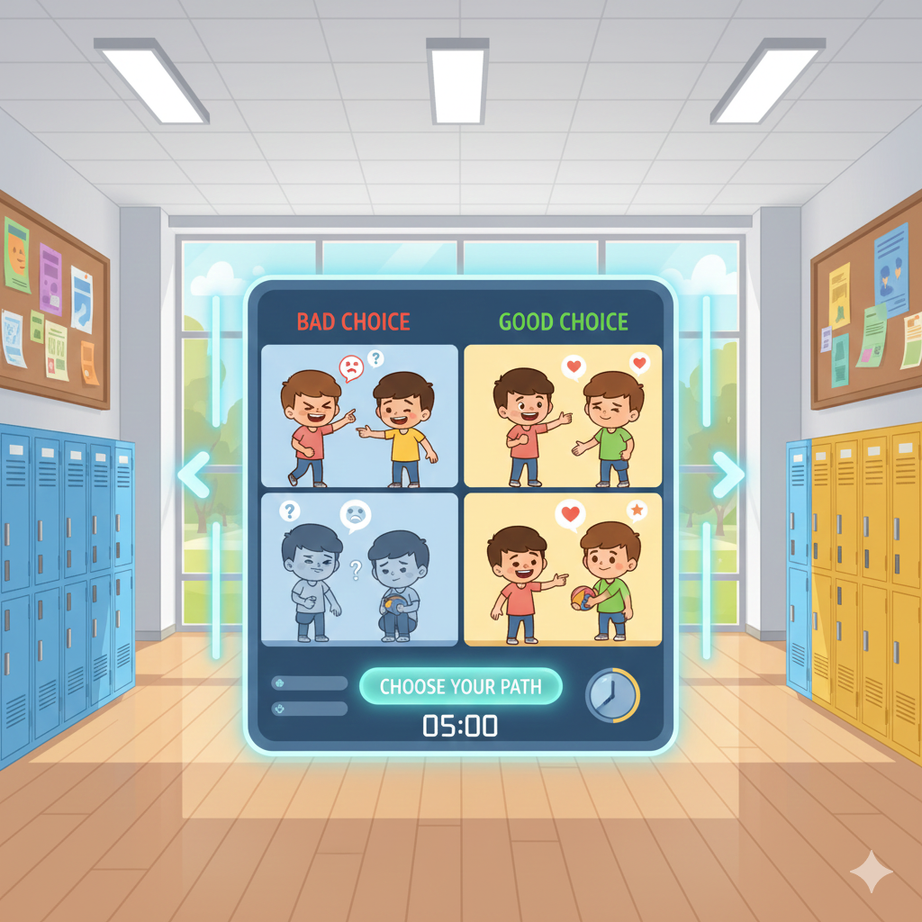 BAD CHOICE
GOOD CHOICE
?
?
?
CHOOSE YOUR PATH
05:00